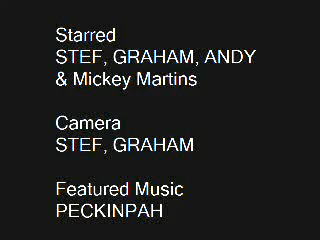 Starred
STEF, GRAHAM, ANDY
& Mickey Martins
Camera
STEF, GRAHAM
Featured Music
PECKINPAH